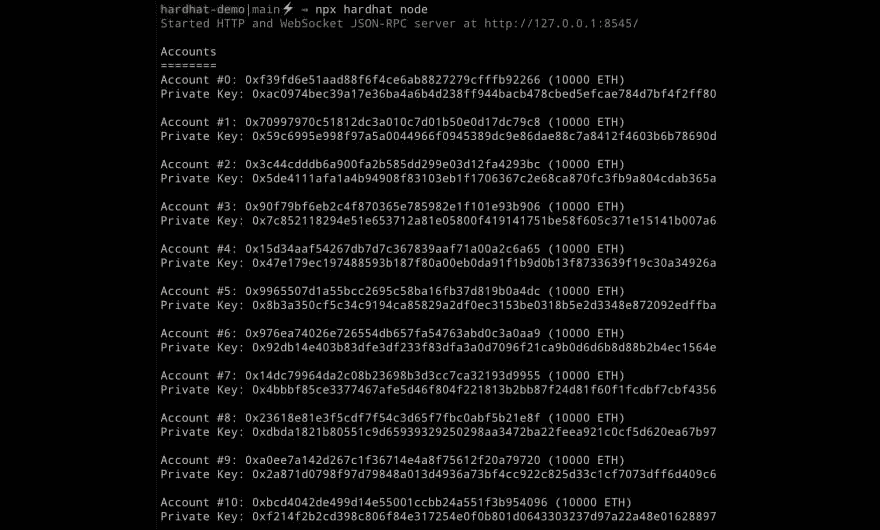 hardhat-demo|main⚡ ⇒ npx hardhat node
Started HTTP and WebSocket JSON-RPC server at http://127.0.0.1:8545/
Accounts
========
Account #0: 0xf39fd6e51aad88f6f4ce6ab8827279cfffb92266 (10000 ETH)
Private Key: 0xac0974bec39a17e36ba4a6b4d238ff944bacb478cbed5efcae784d7bf4f2ff80
Account #1: 0x70997970c51812dc3a010c7d01b50e0d17dc79c8 (10000 ETH)
Private Key: 0x59c6995e998f97a5a0044966f0945389dc9e86dae88c7a8412f4603b6b78690d
Account #2: 0x3c44cdddb6a900fa2b585dd299e03d12fa4293bc (10000 ETH)
Private Key: 0x5de4111afa1a4b94908f83103eb1f1706367c2e68ca870fc3fb9a804cdab365a
Account #3: 0x90f79bf6eb2c4f870365e785982e1f101e93b906 (10000 ETH)
Private Key: 0x7c852118294e51e653712a81e05800f419141751be58f605c371e15141b007a6
Account #4: 0x15d34aaf54267db7d7c367839aaf71a00a2c6a65 (10000 ETH)
Private Key: 0x47e179ec197488593b187f80a00eb0da91f1b9d0b13f8733639f19c30a34926a
Account #5: 0x9965507d1a55bcc2695c58ba16fb37d819b0a4dc (10000 ETH)
Private Key: 0x8b3a350cf5c34c9194ca85829a2df0ec3153be0318b5e2d3348e872092edffba
Account #6: 0x976ea74026e726554db657fa54763abd0c3a0aa9 (10000 ETH)
Private Key: 0x92db14e403b83dfe3df233f83dfa3a0d7096f21ca9b0d6d6b8d88b2b4ec1564e
Account #7: 0x14dc79964da2c08b23698b3d3cc7ca32193d9955 (10000 ETH)
Private Key: 0x4bbbf85ce3377467afe5d46f804f221813b2bb87f24d81f60f1fcdbf7cbf4356
Account #8: 0x23618e81e3f5cdf7f54c3d65f7fbc0abf5b21e8f (10000 ETH)
Private Key: 0xdbda1821b80551c9d65939329250298aa3472ba22feea921c0cf5d620ea67b97
Account #9: 0xa0ee7a142d267c1f36714e4a8f75612f20a79720 (10000 ETH)
Private Key: 0x2a871d0798f97d79848a013d4936a73bf4cc922c825d33c1cf7073dff6d409c6
Account #10: 0xbcd4042de499d14e55001ccbb24a551f3b954096 (10000 ETH)
Private Key: 0xf214f2b2cd398c806f84e317254e0f0b801d0643303237d97a22a48e01628897